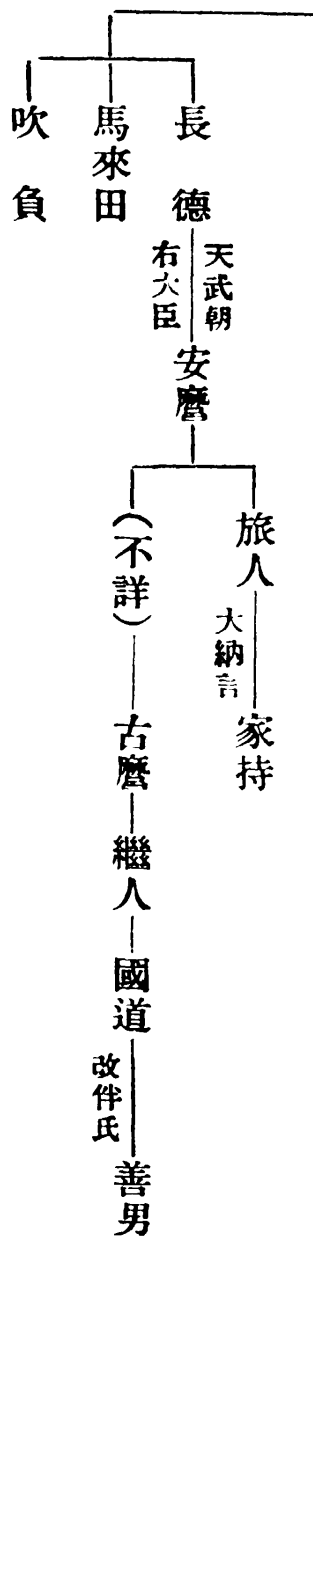 長德
天武朝
右大臣
安麿
旅人
大納言
家持
(不詳)
古麿
繼人
國道
改伴氏
善男
馬來田
吹負